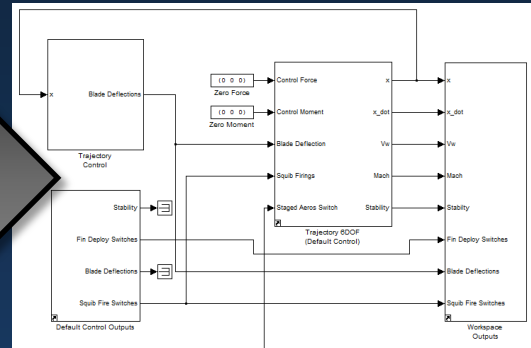 x
Blade Deflections
Trajectory
Control
(0 0 0)
Zero Force
(0 0 0)
Zero Moment
Control Force
Control Moment
Blade Deflection
Squib Firings
Staged Aeros Switch
x
x_dot
Vw
Mach
Stability
Trajectory 6DOF
(Default Control)
x
x_dot
Vw
Mach
Stabilty
Fin Deploy Switches
Blade Deflections
Squib Fire Switches
Workspace
Outputs
Stability
Fin Deploy Switches
Blade Deflections
Squib Fire Switches
Default Control Outputs